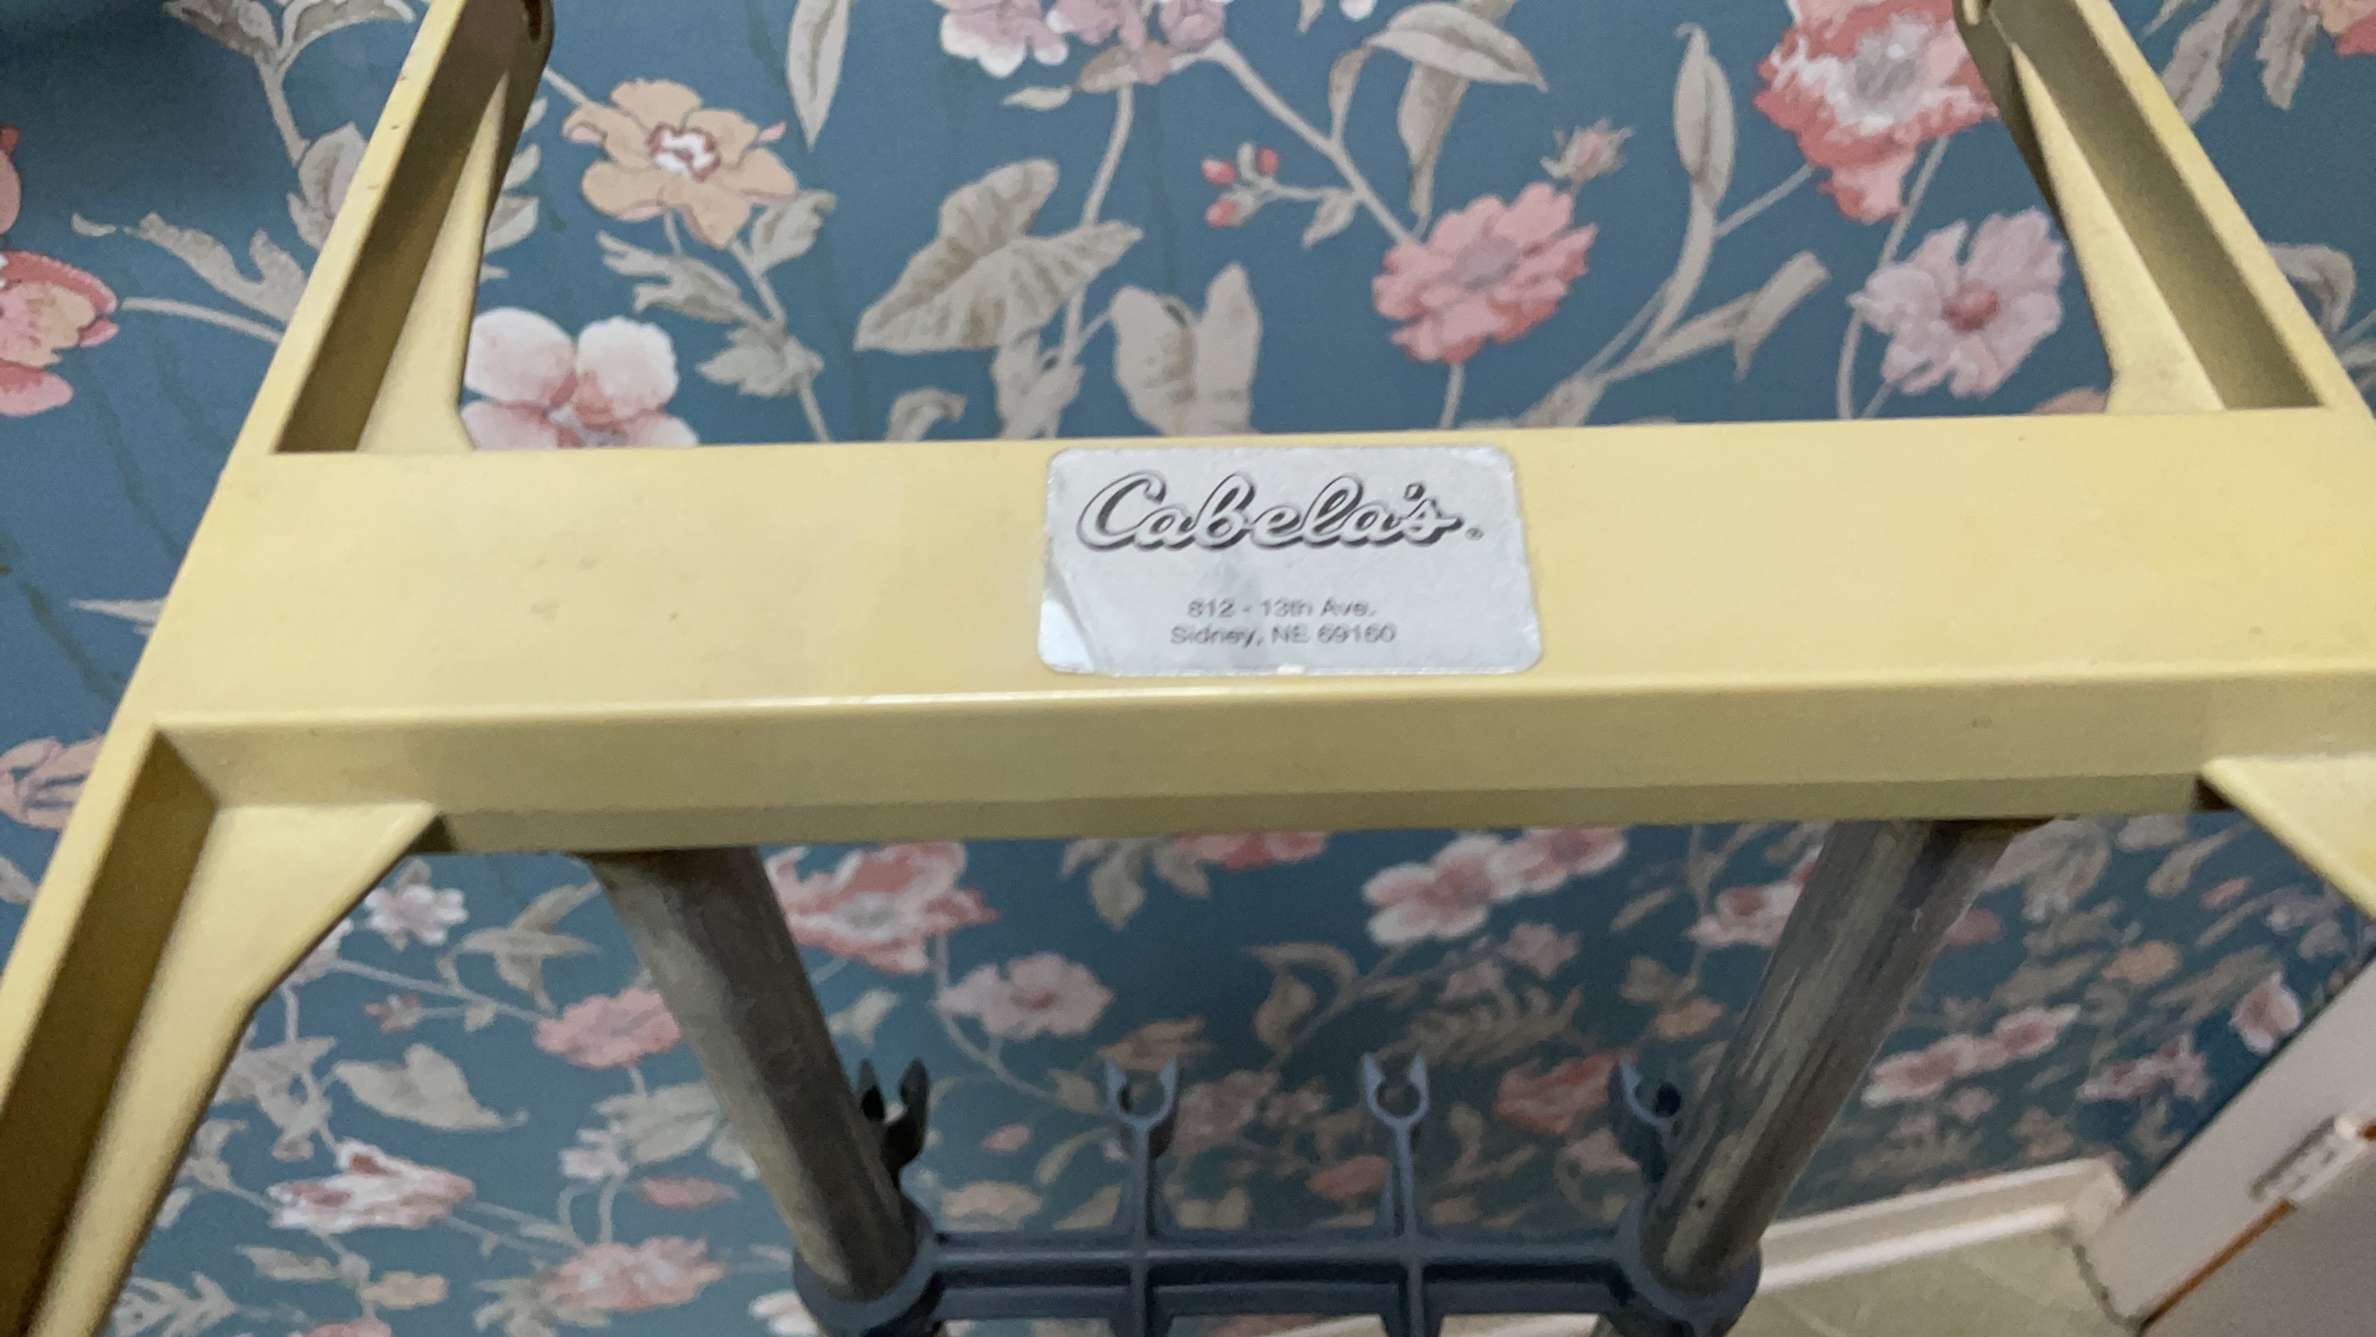 Cabela's®
812 - 13th Ave.
Sidney, NE 69160